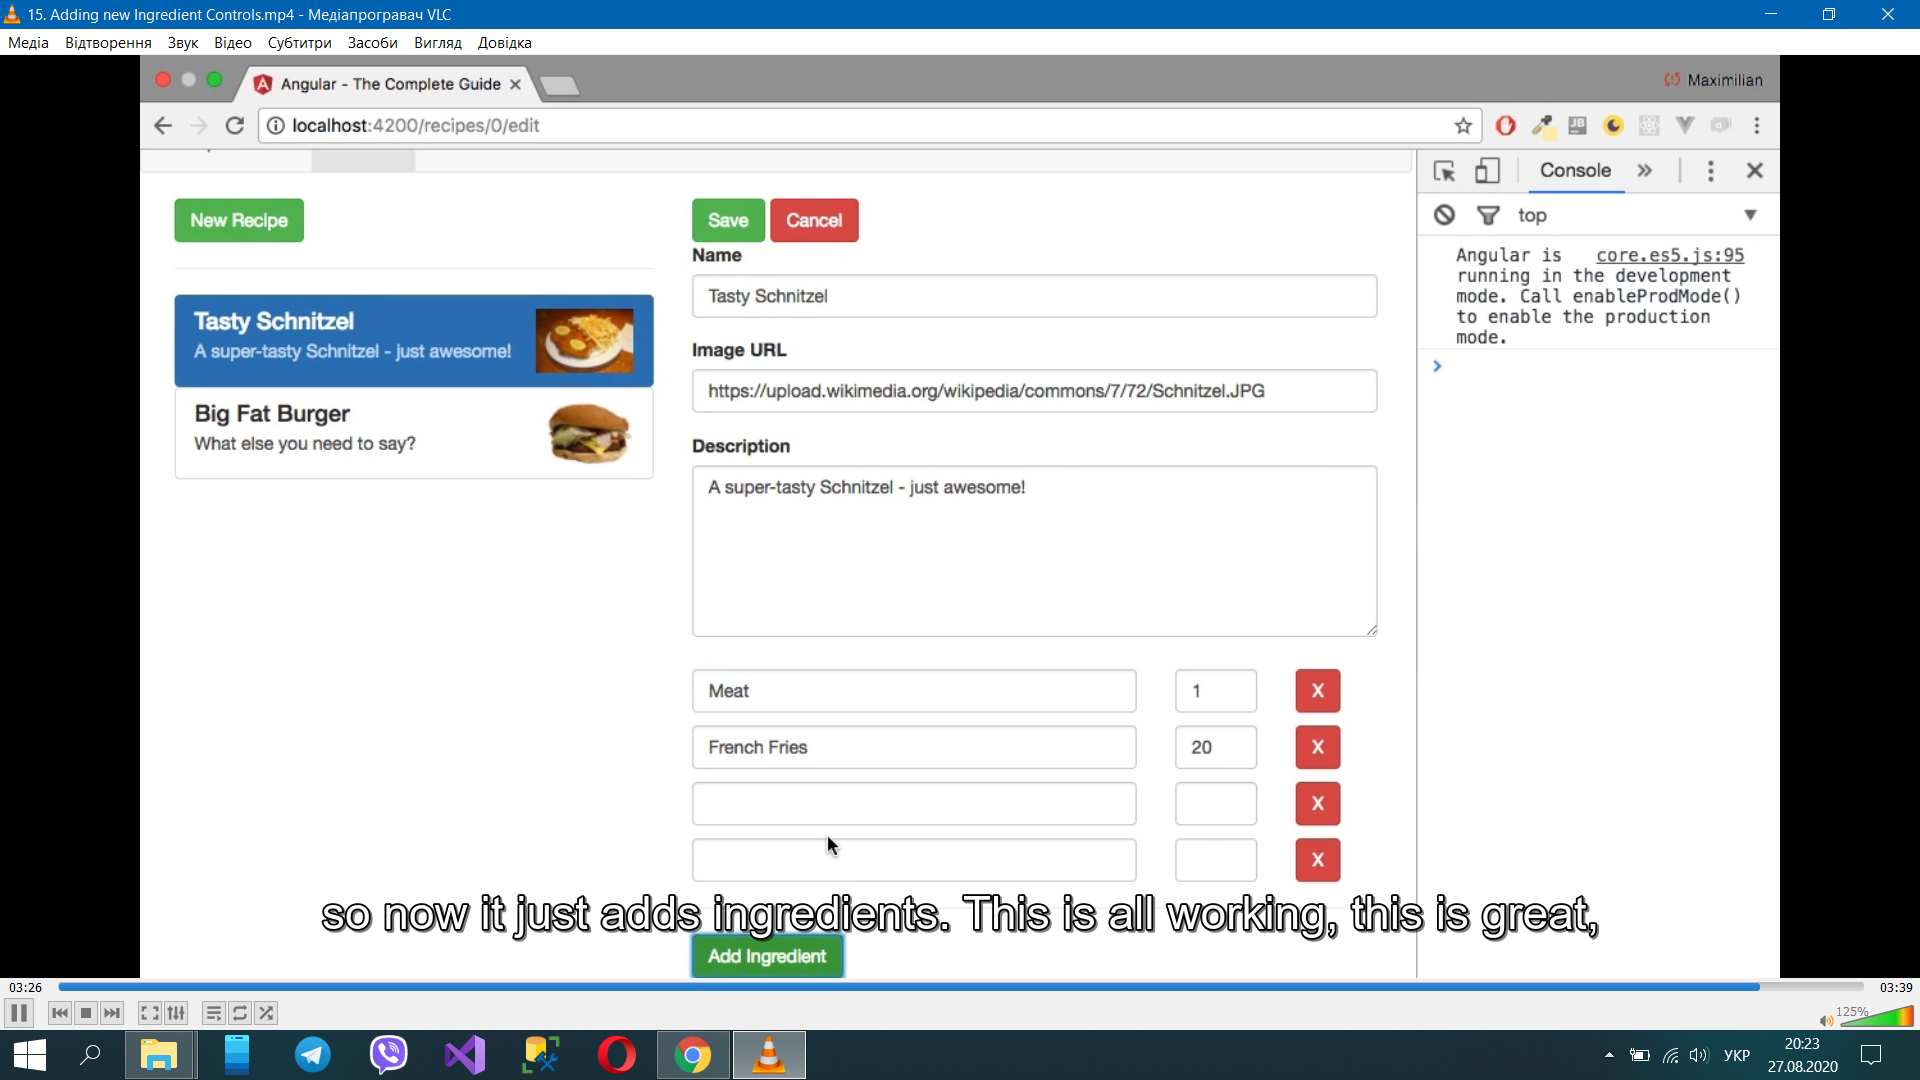 15. Adding new Ingredient Controls.mp4 - Медіапрогравач VLC
Медіа Відтворення Звук Відео Субтитри Засоби Вигляд Довідка
Angular - The Complete Guide
Maximilian
localhost:4200/recipes/0/edit
Console
top
Angular is core.es5.js:95
running in the development
mode. Call enableProdMode()
to enable the production
mode.
New Recipe
Tasty Schnitzel
A super-tasty Schnitzel - just awesome!
Big Fat Burger
What else you need to say?
Save Cancel
Name
Tasty Schnitzel
Image URL
https://upload.wikimedia.org/wikipedia/commons/7/72/Schnitzel.JPG
Description
A super-tasty Schnitzel - just awesome!
Meat 1 X
French Fries 20 X
X
X
so now it just adds ingredients. This is all working, this is great,
Add Ingredient
03:26 03:39
125%
УКР
20:23
27.08.2020